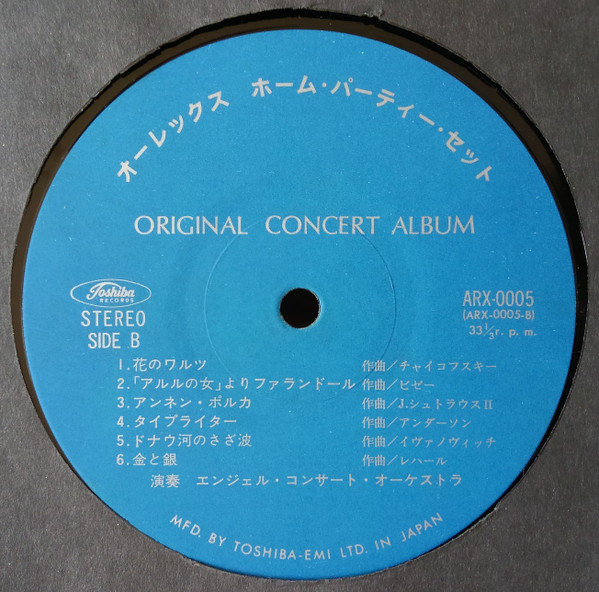 オーレックス ホーム・パーティー・セット
ORIGINAL CONCERT ALBUM
Toshiba
RECORDS
STEREO
SIDE B
ARX-0005
(ARX-0005-B)
33⅓r. p. m.
1.花のワルツ 作曲/チャイコフスキー
2.「アルルの女」よりファランドール 作曲/ビゼー
3.アンネン・ポルカ 作曲/J.シュトラウスII
4.タイプライター 作曲/アンダーソン
5.ドナウ河のさざ波 作曲/イヴァノヴィッチ
6.金と銀 作曲/レハール
演奏 エンジェル・コンサート・オーケストラ
MFD. BY TOSHIBA-EMI LTD. IN JAPAN